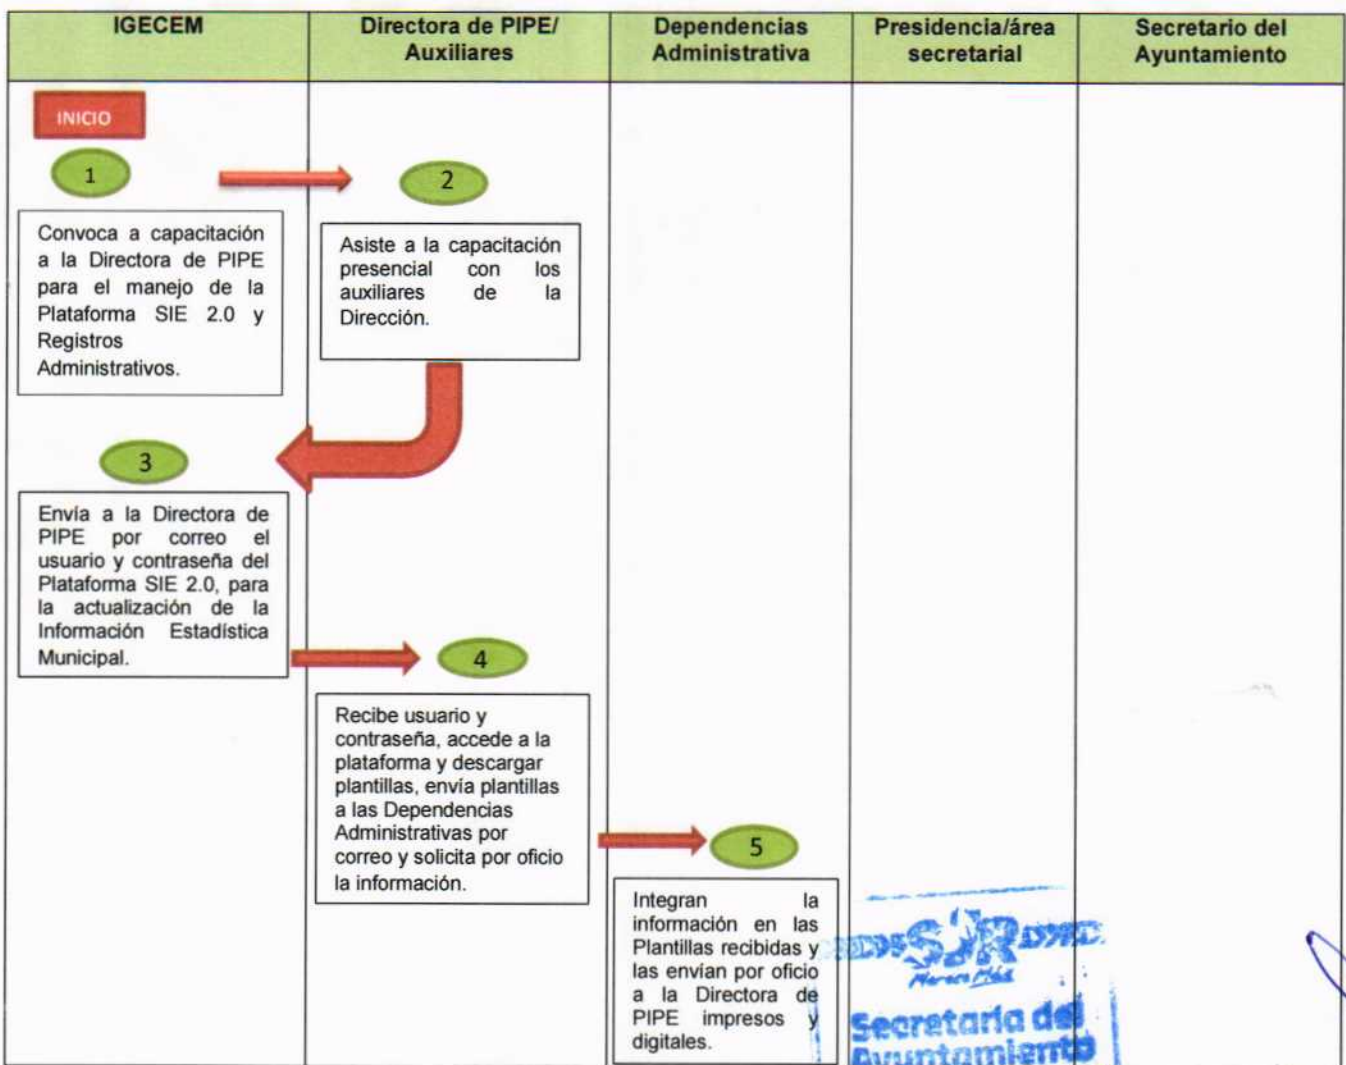 IGECEM
Directora de PIPE/
Auxiliares
Dependencias
Administrativa
Presidencia/área
secretarial
Secretario del
Ayuntamiento
INICIO
1
2
Convoca a capacitación
a la Directora de PIPE
para el manejo de la
Plataforma SIE 2.0 y
Registros
Administrativos.
Asiste a la capacitación
presencial con los
auxiliares de la
Dirección.
3
Envía a la Directora de
PIPE por correo el
usuario y contraseña del
Plataforma SIE 2.0, para
la actualización de la
Información Estadística
Municipal.
4
Recibe usuario y
contraseña, accede a la
plataforma y descargar
plantillas, envía plantillas
a las Dependencias
Administrativas por
correo y solicita por oficio
la información.
5
Integran la
información en las
Plantillas recibidas y
las envían por oficio
a la Directora de
PIPE impresos y
digitales.
SJR
Secretaría del
Ayuntamiento